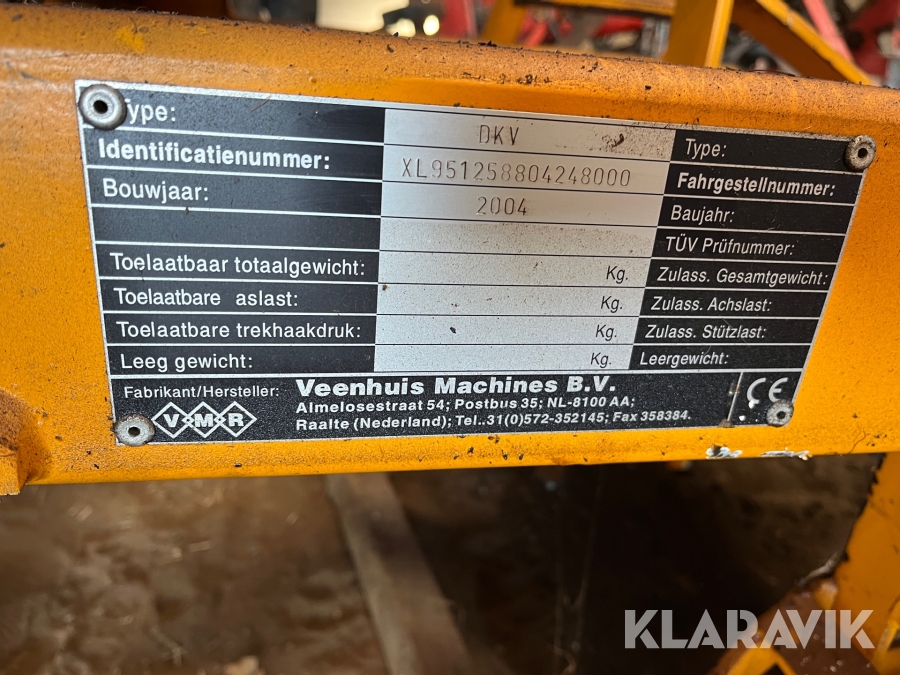 Type: DKV Type:
Identificatienummer: XL951258804248000 Fahrgestellnummer:
Bouwjaar: 2004 Baujahr:
TÜV Prüfnummer:
Toelaatbaar totaalgewicht: Kg. Zulass. Gesamtgewicht:
Toelaatbare aslast: Kg. Zulass. Achslast:
Toelaatbare trekhaakdruk: Kg. Zulass. Stützlast:
Leeg gewicht: Kg. Leergewicht:
Fabrikant/Hersteller: Veenhuis Machines B.V. CE
Almelosestraat 54; Postbus 35; NL-8100 AA;
VMR Raalte (Nederland); Tel..31(0)572-352145; Fax 358384.
KLARAVIK